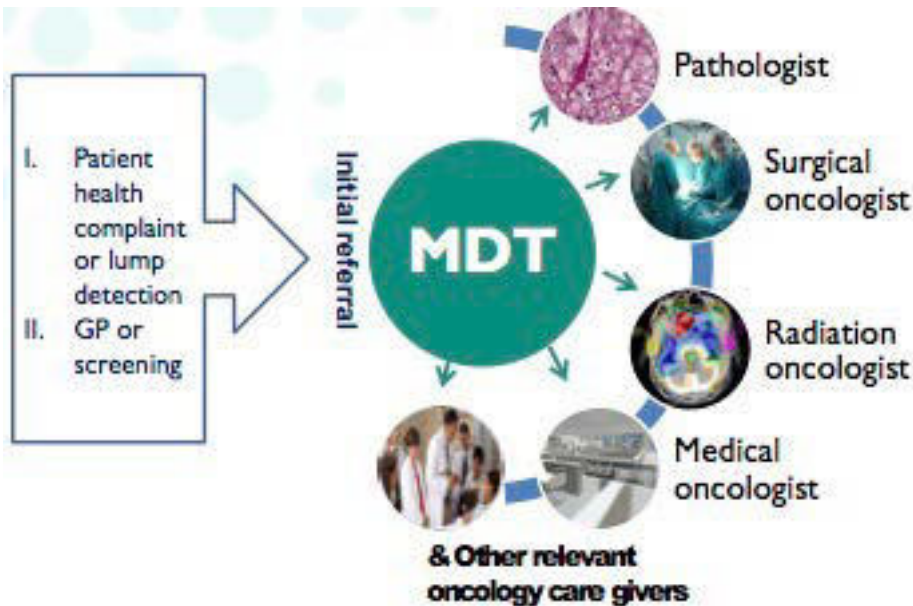 I. Patient
health
complaint
or lump
detection
II. GP or
screening
Initial referral
MDT
Pathologist
Surgical
oncologist
Radiation
oncologist
Medical
oncologist
& Other relevant
oncology care givers